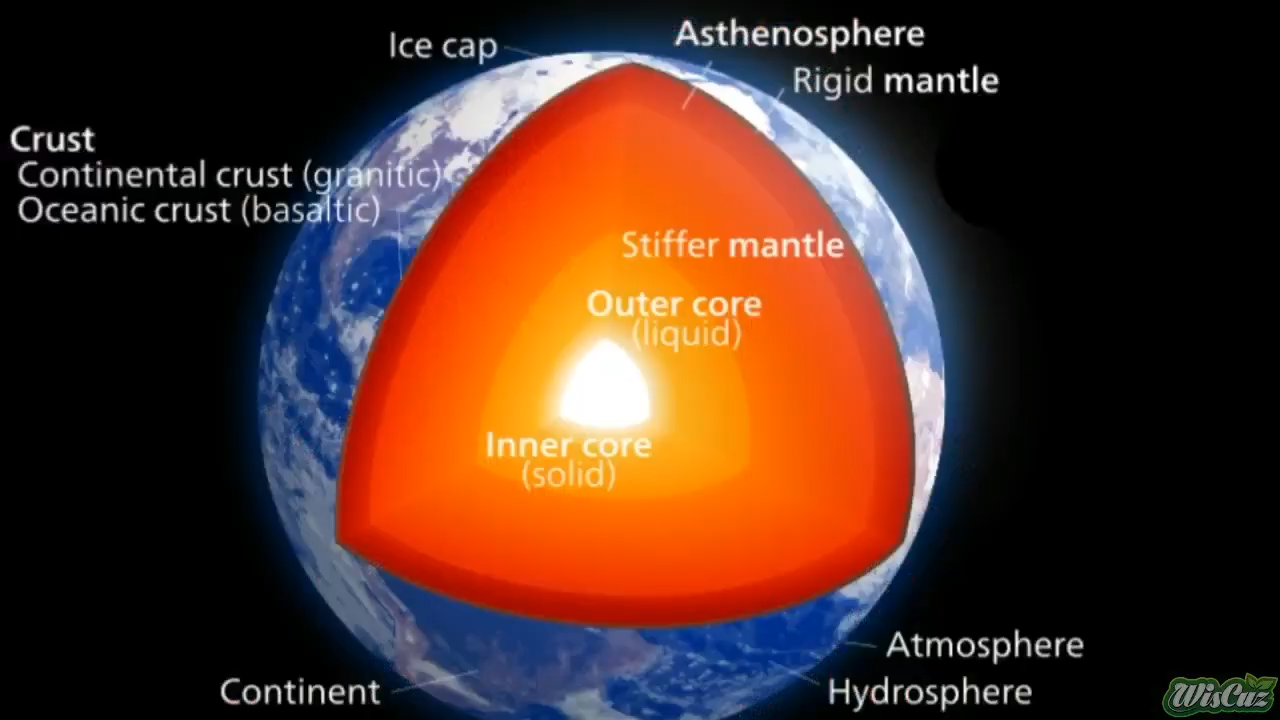 Ice cap
Asthenosphere
Rigid mantle
Crust
Continental crust (granitic)
Oceanic crust (basaltic)
Stiffer mantle
Outer core
(liquid)
Inner core
(solid)
Atmosphere
Continent
Hydrosphere
WisCuz